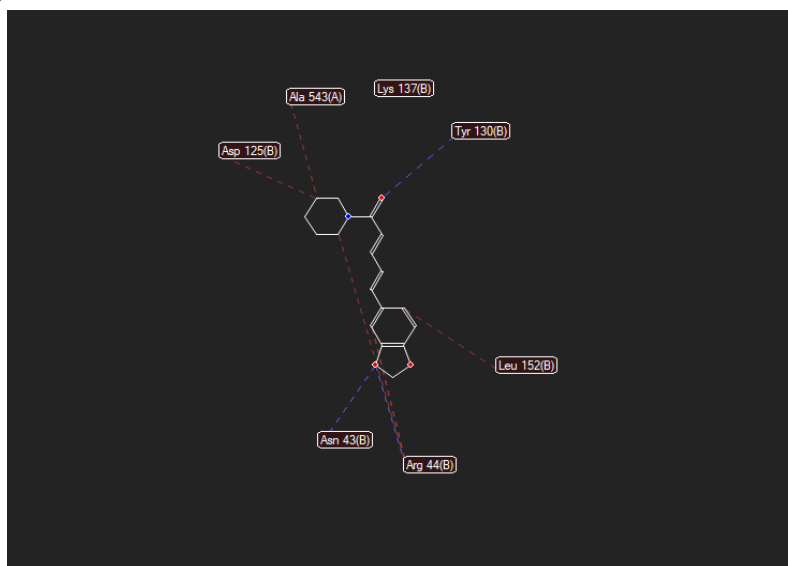 Lys 137(B)
Ala 543(A)
Tyr 130(B)
Asp 125(B)
Leu 152(B)
Asn 43(B)
Arg 44(B)